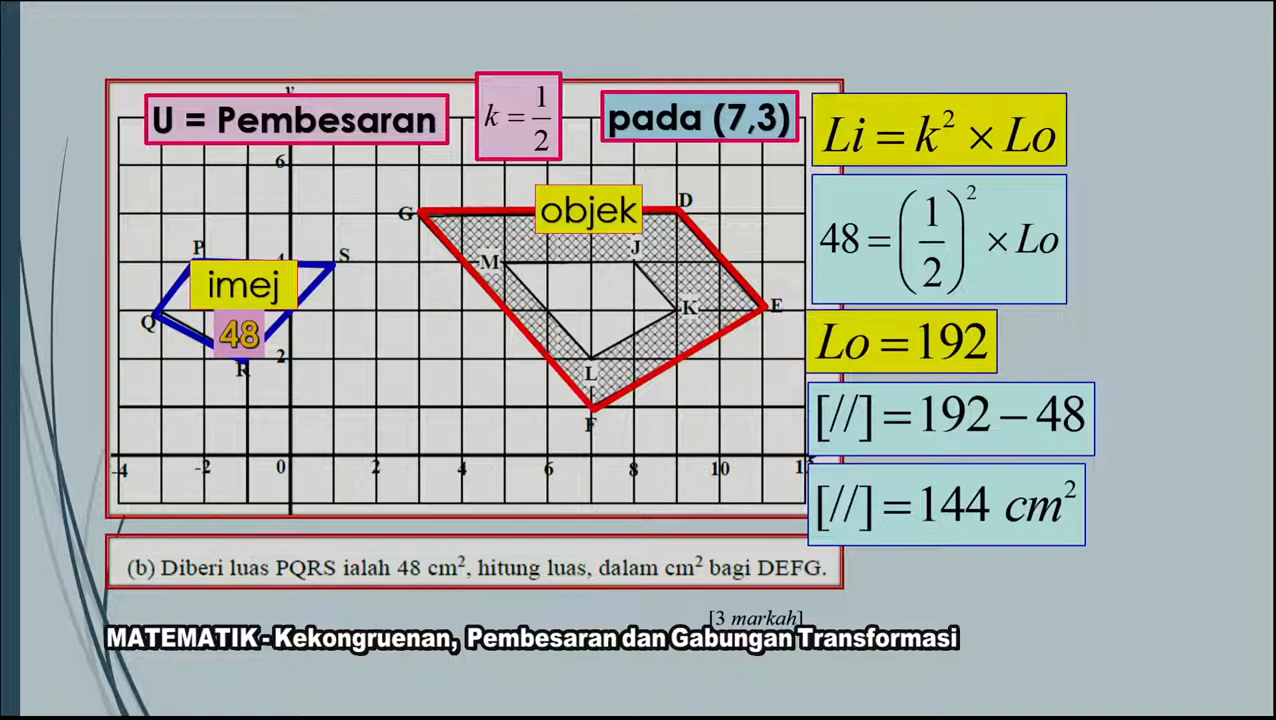 U = Pembesaran
k = 1/2
pada (7,3)
y
6
4
2
-4 -2 0 2 4 6 8 10 12 x
G
objek
D
P
S
M
J
imej
Q
48
K
E
R
L
F
Li = k² × Lo
48 = (1/2)² × Lo
Lo = 192
[//] = 192 − 48
[//] = 144 cm²
(b) Diberi luas PQRS ialah 48 cm², hitung luas, dalam cm² bagi DEFG.
[3 markah]
MATEMATIK - Kekongruenan, Pembesaran dan Gabungan Transformasi